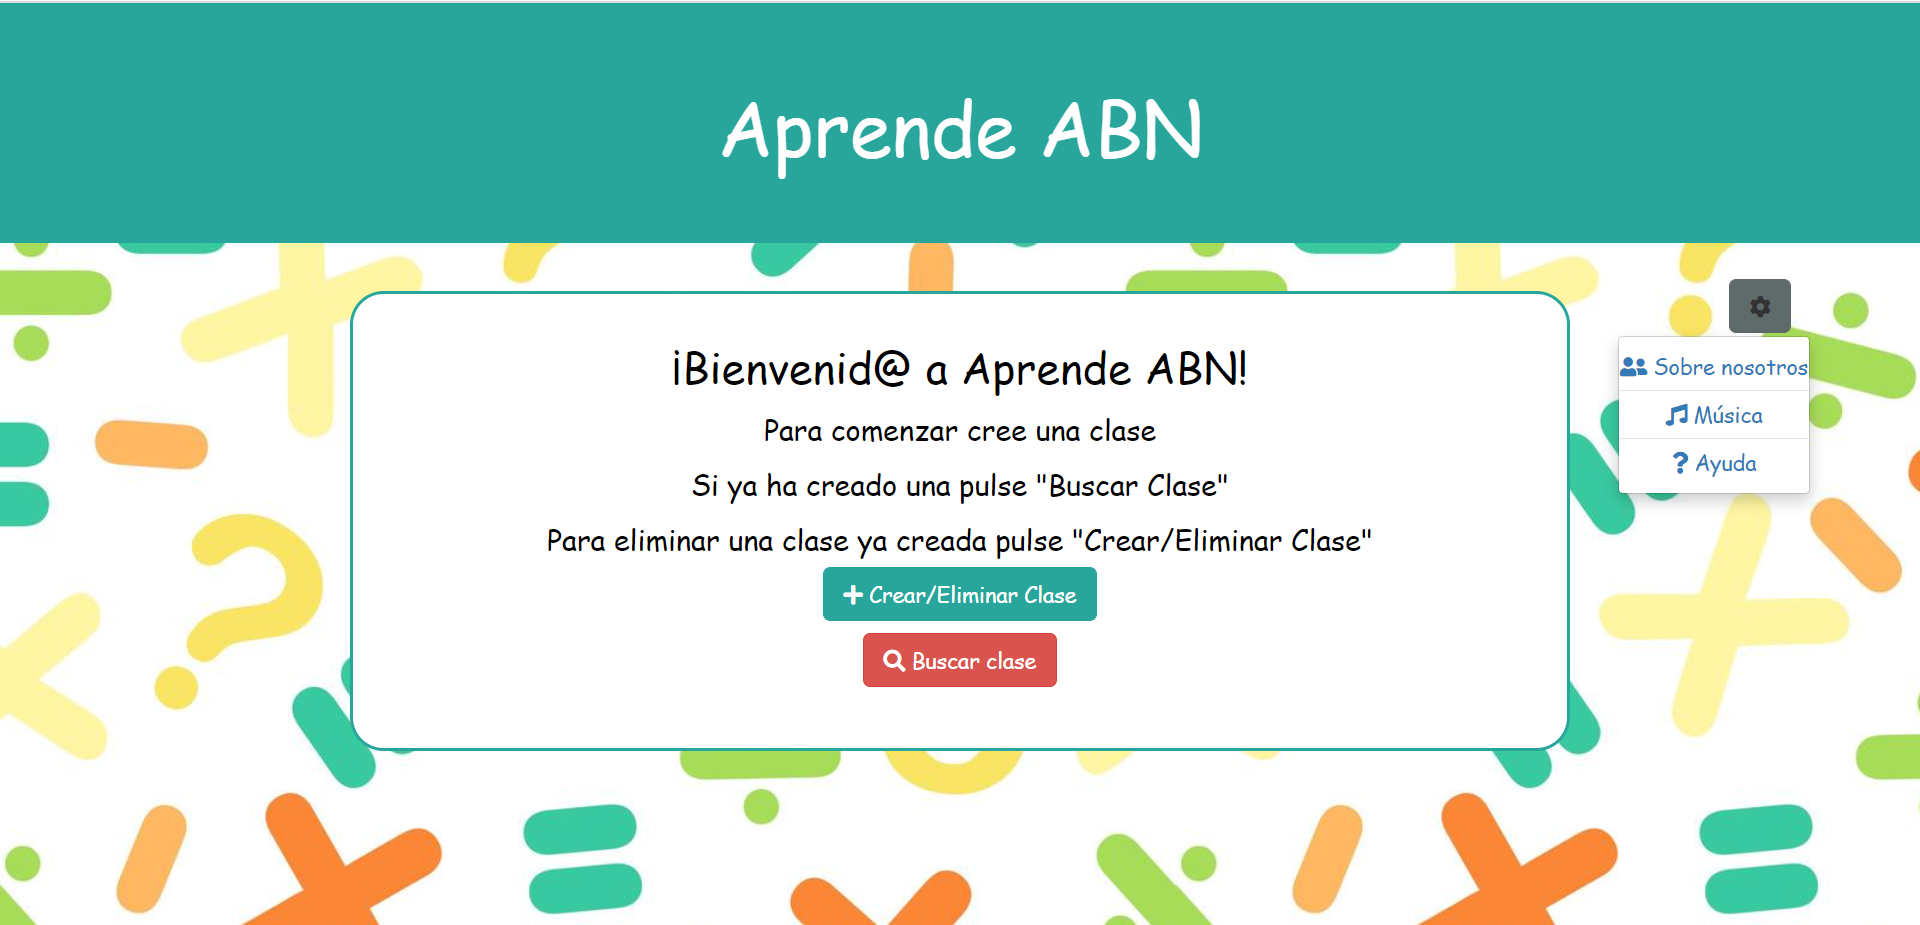 Aprende ABN
¡Bienvenid@ a Aprende ABN!
Para comenzar cree una clase
Si ya ha creado una pulse "Buscar Clase"
Para eliminar una clase ya creada pulse "Crear/Eliminar Clase"
Crear/Eliminar Clase
Buscar clase
Sobre nosotros
Música
Ayuda